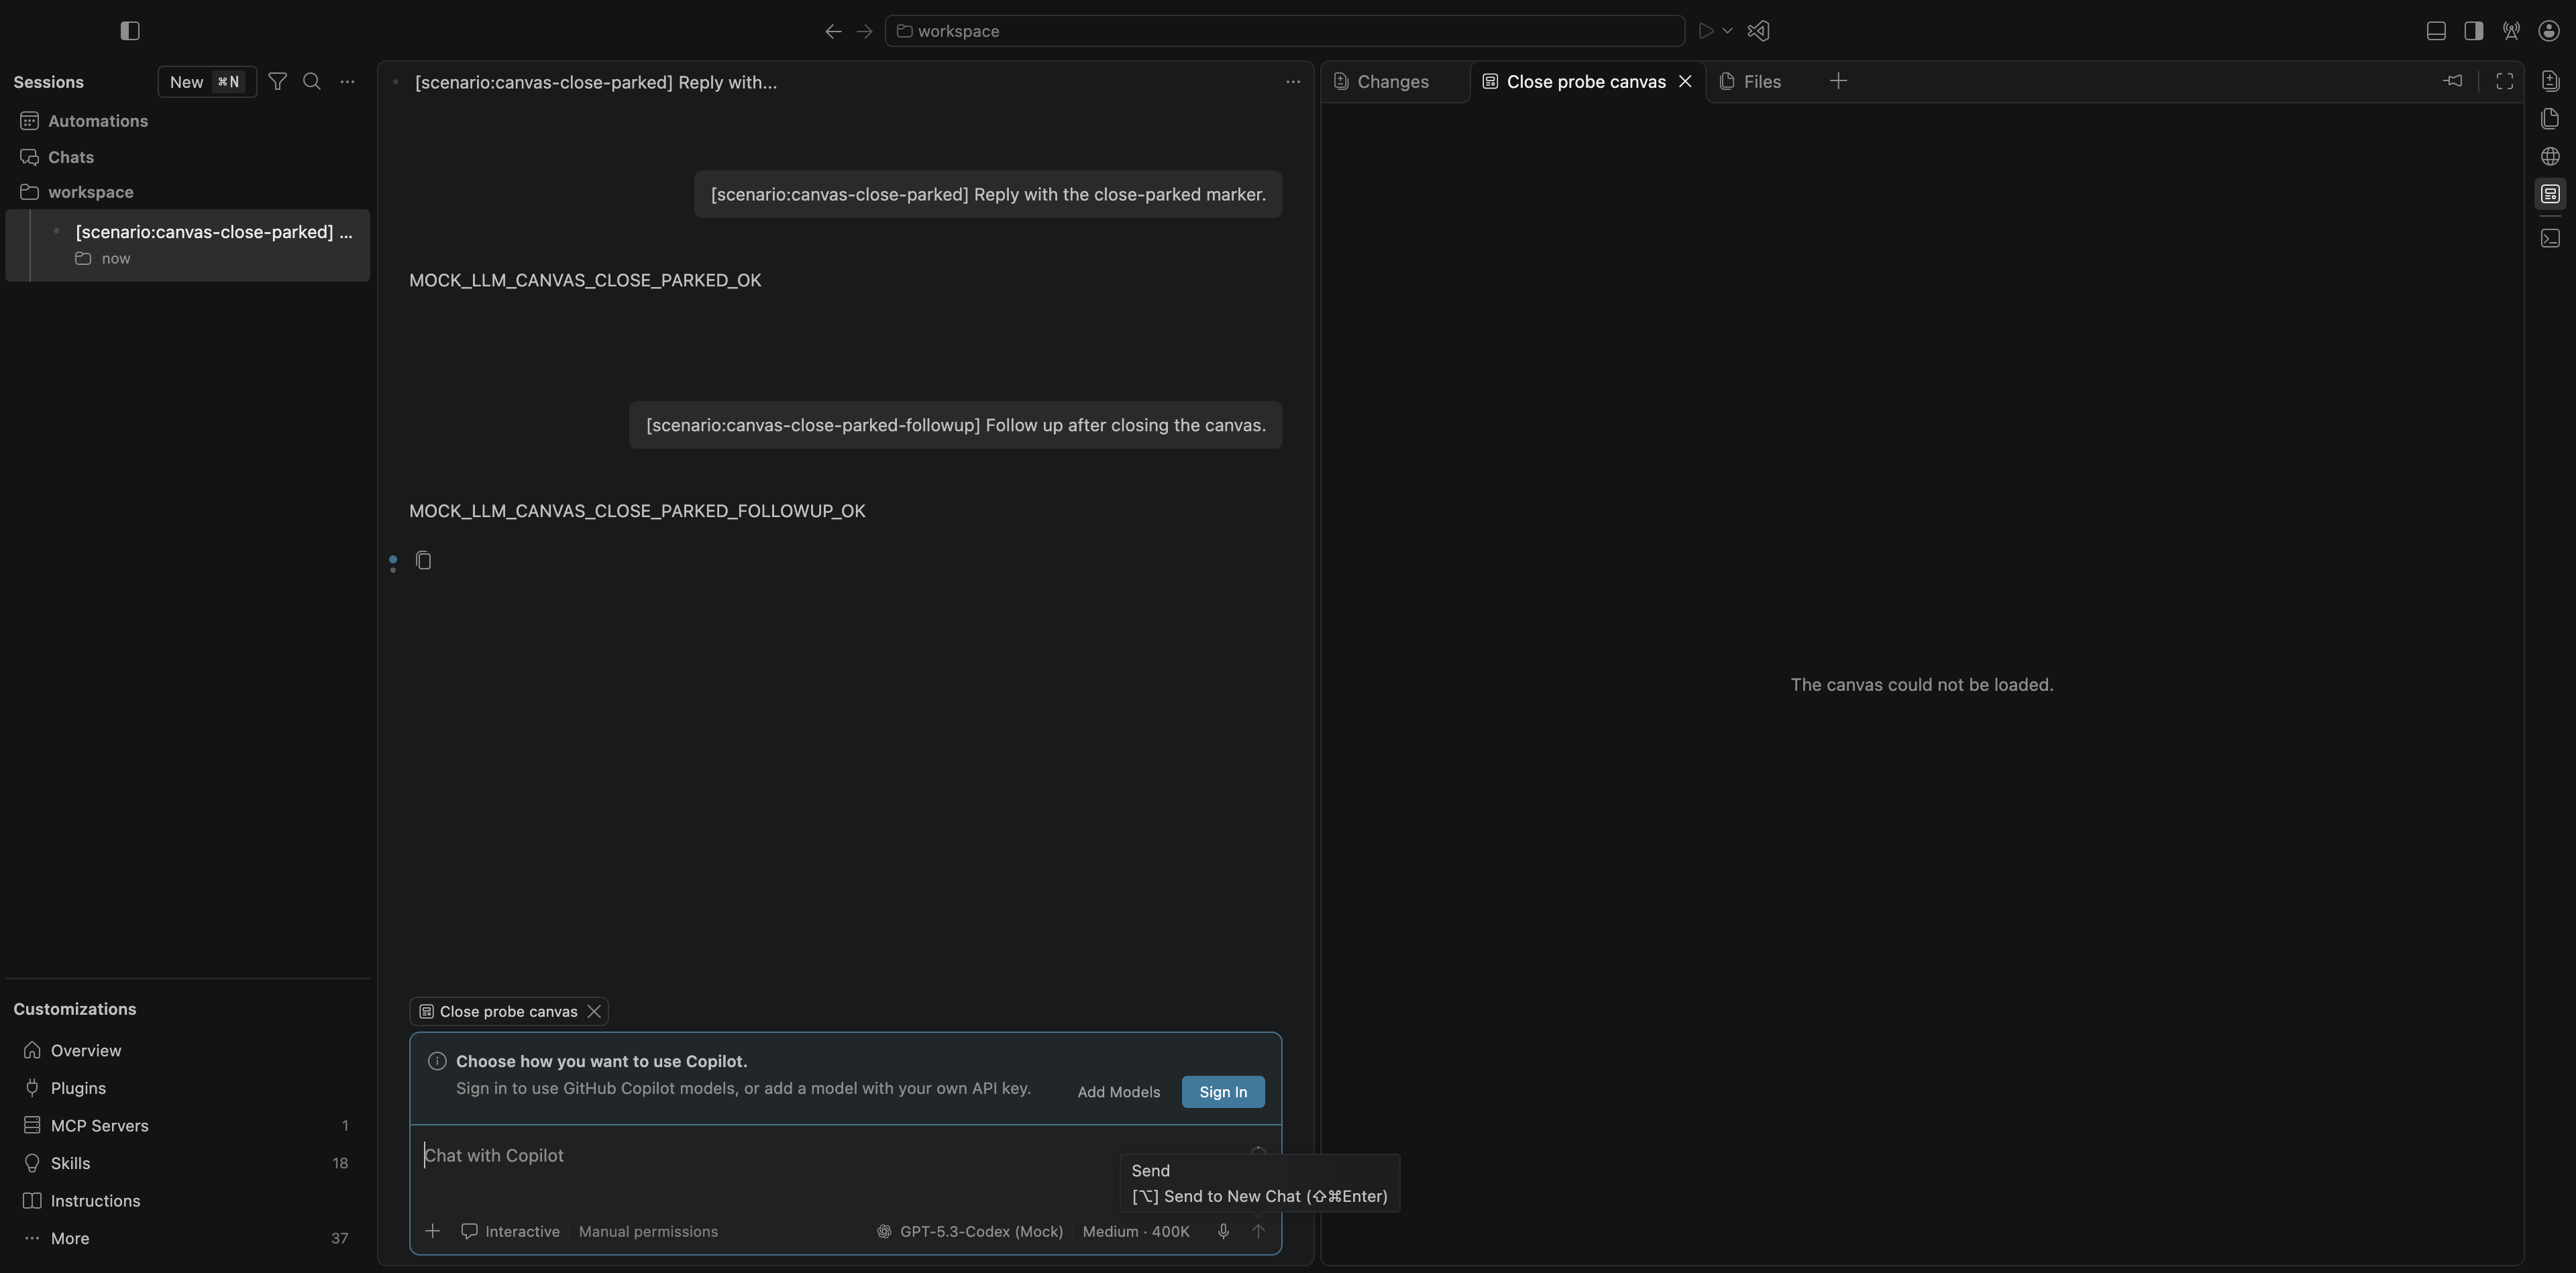 workspace
Sessions
New ⌘N
Automations
Chats
workspace
[scenario:canvas-close-parked] ...
now
[scenario:canvas-close-parked] Reply with...
[scenario:canvas-close-parked] Reply with the close-parked marker.
MOCK_LLM_CANVAS_CLOSE_PARKED_OK
[scenario:canvas-close-parked-followup] Follow up after closing the canvas.
MOCK_LLM_CANVAS_CLOSE_PARKED_FOLLOWUP_OK
Changes
Close probe canvas
Files
The canvas could not be loaded.
Customizations
Overview
Plugins
MCP Servers 1
Skills 18
Instructions
More 37
Close probe canvas
Choose how you want to use Copilot.
Sign in to use GitHub Copilot models, or add a model with your own API key.
Add Models
Sign In
Chat with Copilot
Send
[⌥] Send to New Chat (⇧⌘Enter)
Interactive
Manual permissions
GPT-5.3-Codex (Mock)
Medium · 400K